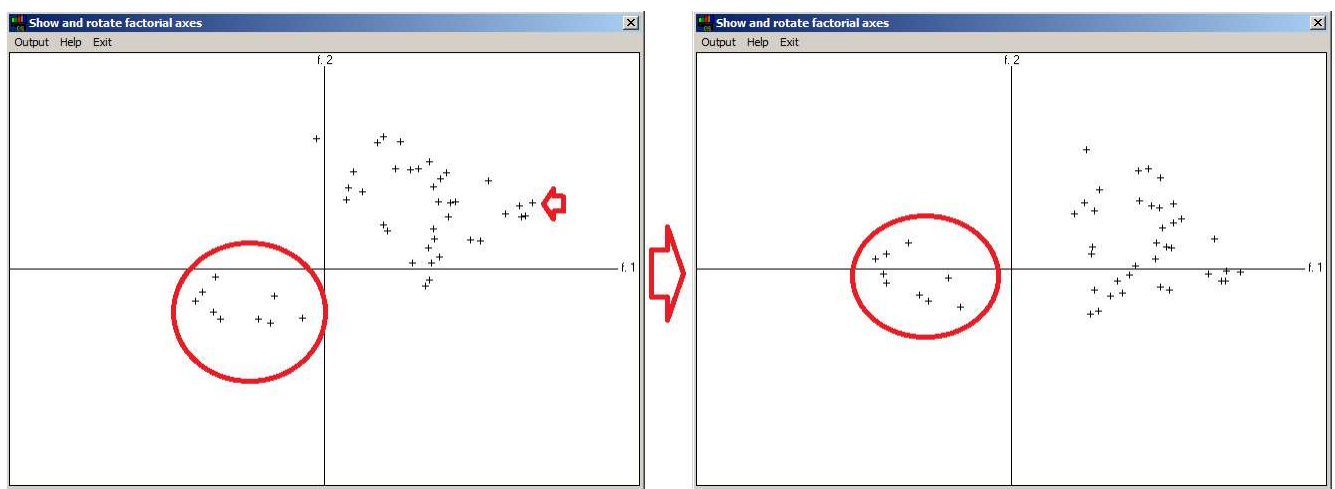 Show and rotate factorial axes
Output Help Exit
f. 2
f. 1
Show and rotate factorial axes
Output Help Exit
f. 2
f. 1